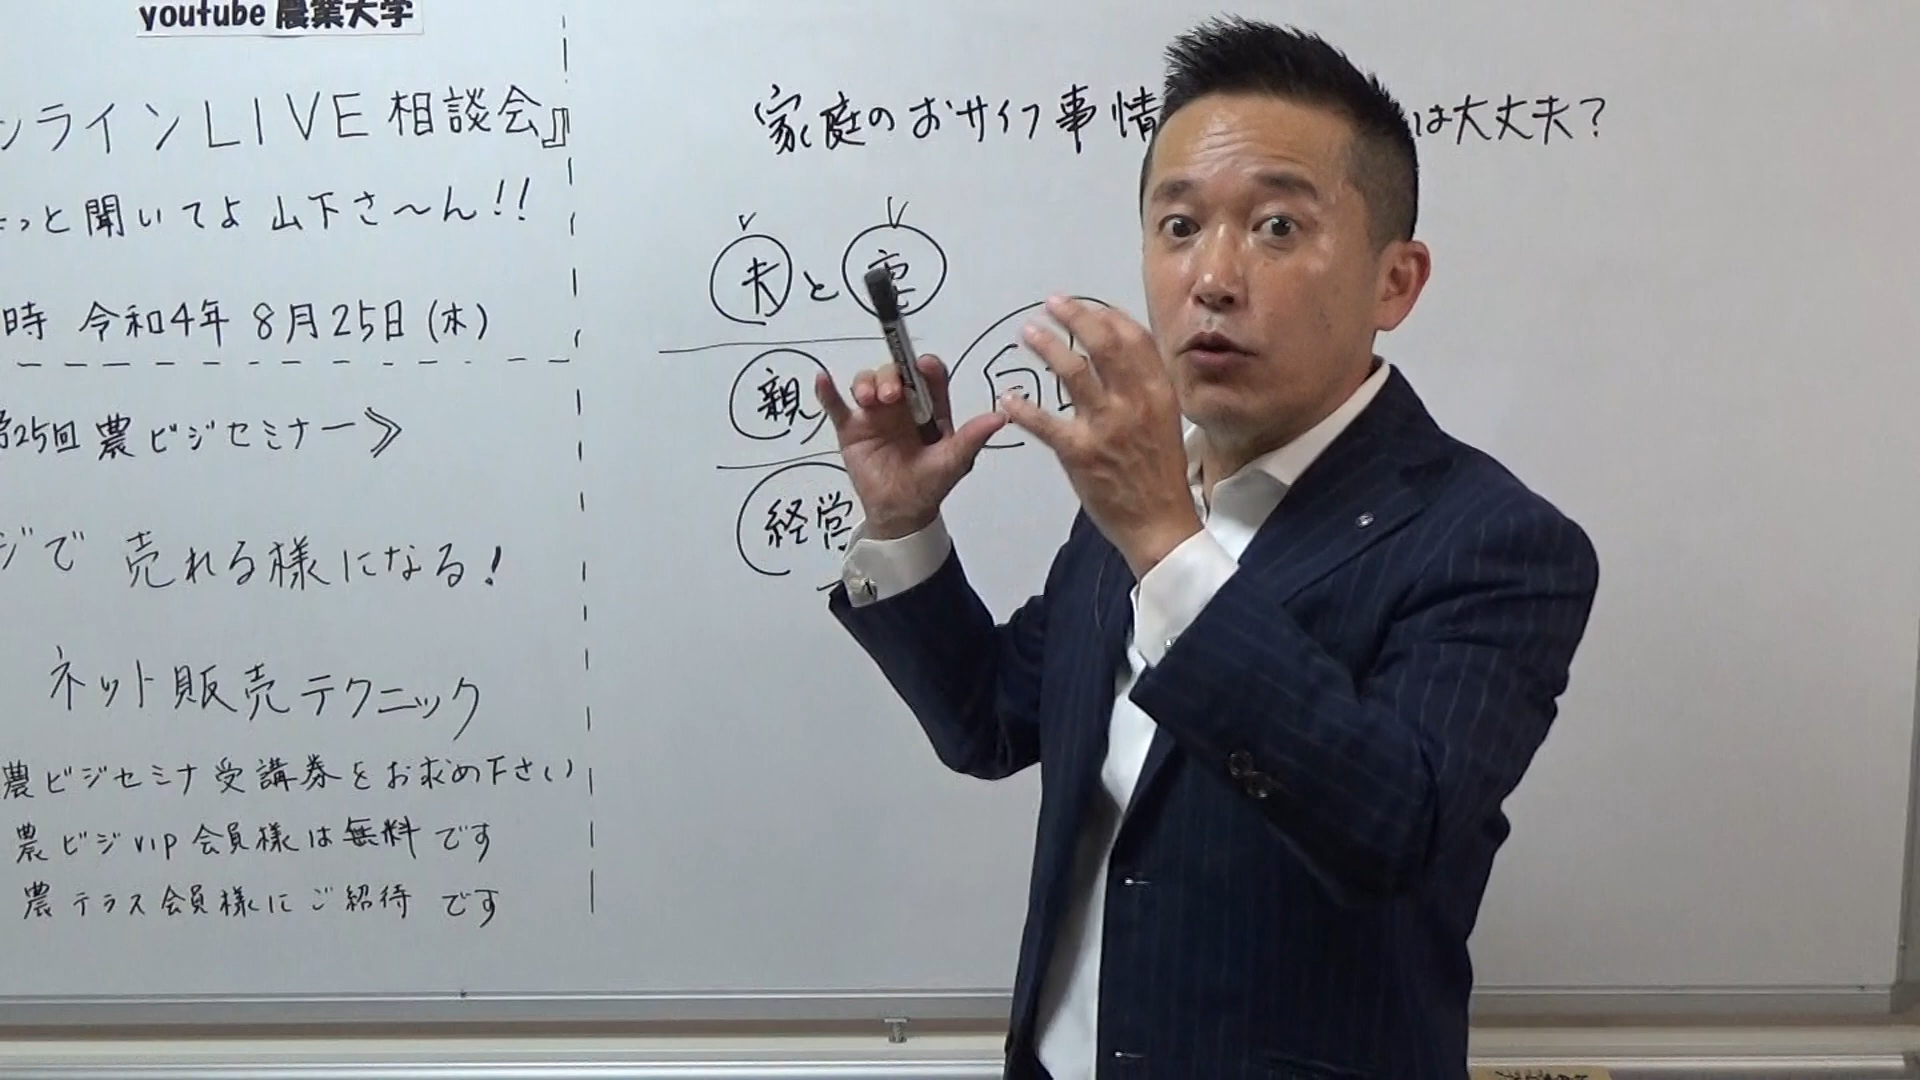 youtube 農業大学
ンラインLIVE 相談会』
っと聞いてよ 山下さ〜ん!!
時 令和4年 8月25日(木)
25回 農ビジセミナー》
ジで 売れる様になる!
ネット販売テクニック
農ビジセミナ受講券をお求め下さい
農ビジvip会員様は無料です
農テラス会員様にご招待です
家庭のおサイフ事情
は大丈夫?
夫と妻
親
経営